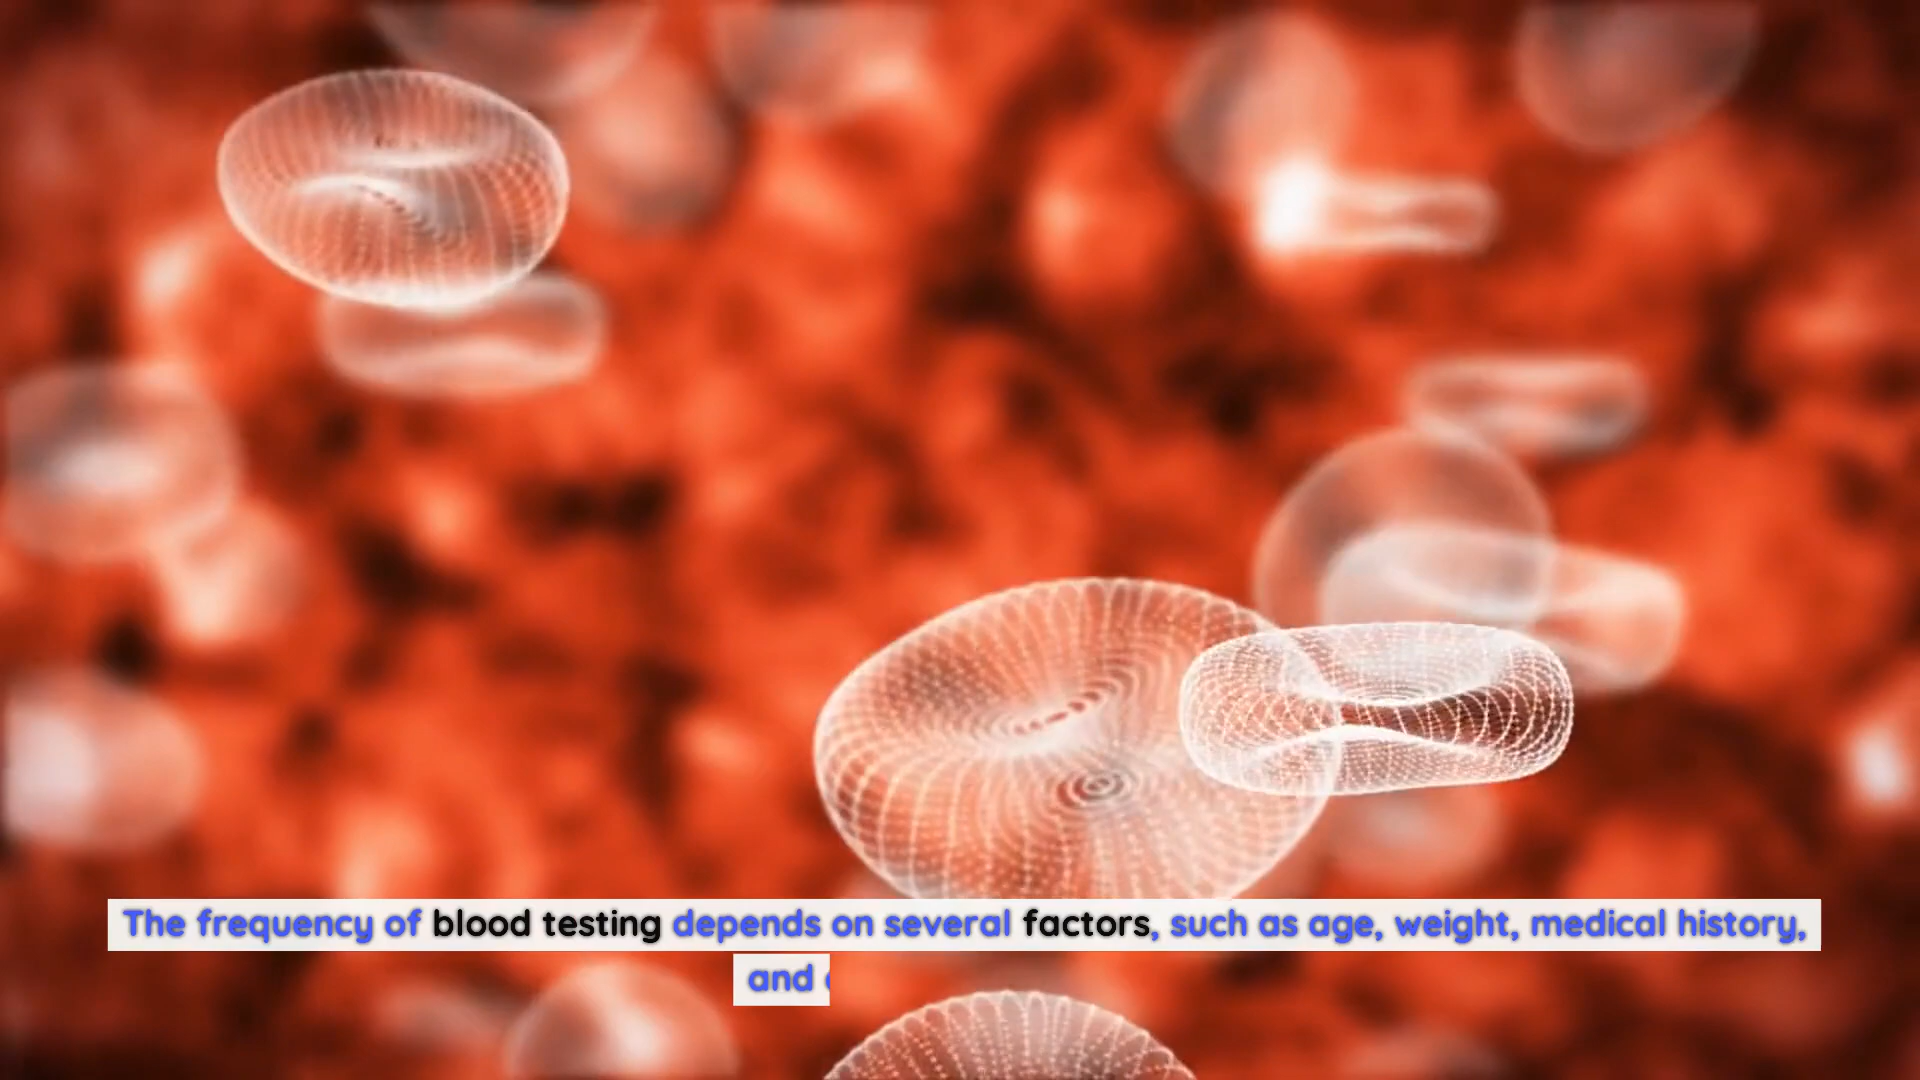 The frequency of blood testing depends on several factors, such as age, weight, medical history,
and